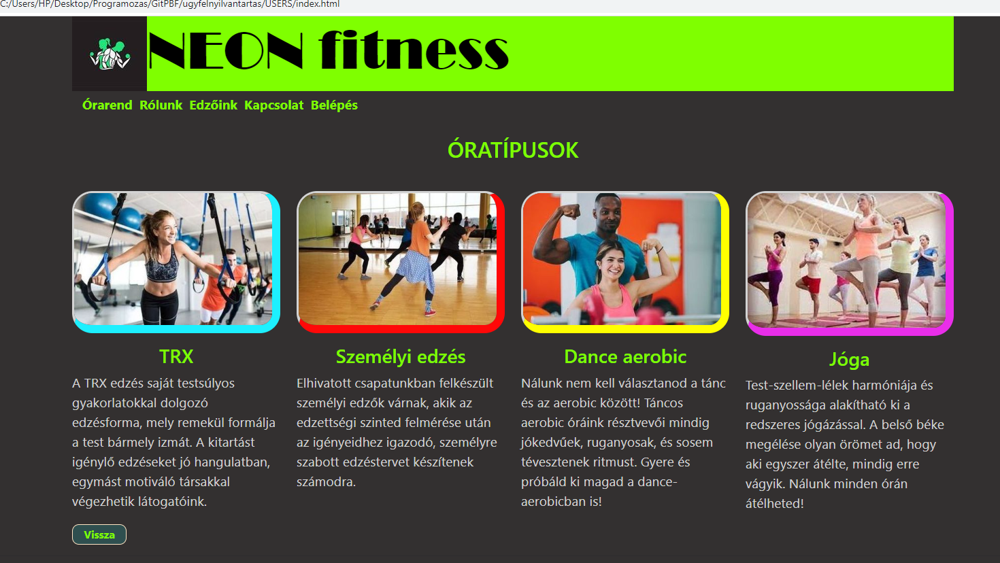 C:/Users/HP/Desktop/Programozas/GitPBF/ugyfelnyilvantartas/USERS/index.html
NEON fitness
Órarend Rólunk Edzőink Kapcsolat Belépés
ÓRATÍPUSOK
TRX
A TRX edzés saját testsúlyos
gyakorlatokkal dolgozó
edzésforma, mely remekül formálja
a test bármely izmát. A kitartást
igénylő edzéseket jó hangulatban,
egymást motiváló társakkal
végezhetik látogatóink.
Személyi edzés
Elhivatott csapatunkban felkészült
személyi edzők várnak, akik az
edzettségi szinted felmérése után
az igényeidhez igazodó, személyre
szabott edzéstervet készítenek
számodra.
Dance aerobic
Nálunk nem kell választanod a tánc
és az aerobic között! Táncos
aerobic óráink résztvevői mindig
jókedvűek, ruganyosak, és sosem
tévesztenek ritmust. Gyere és
próbáld ki magad a dance-
aerobicban is!
Jóga
Test-szellem-lélek harmóniája és
ruganyossága alakítható ki a
redszeres jógázással. A belső béke
megélése olyan örömet ad, hogy
aki egyszer átélte, mindig erre
vágyik. Nálunk minden órán
átélheted!
Vissza